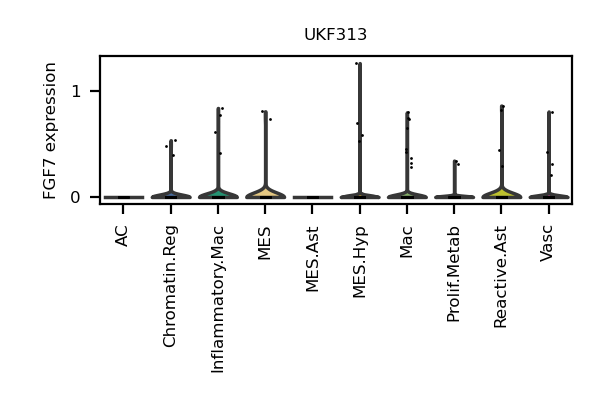 UKF313
FGF7 expression
1
0
AC
Chromatin.Reg
Inflammatory.Mac
MES
MES.Ast
MES.Hyp
Mac
Prolif.Metab
Reactive.Ast
Vasc